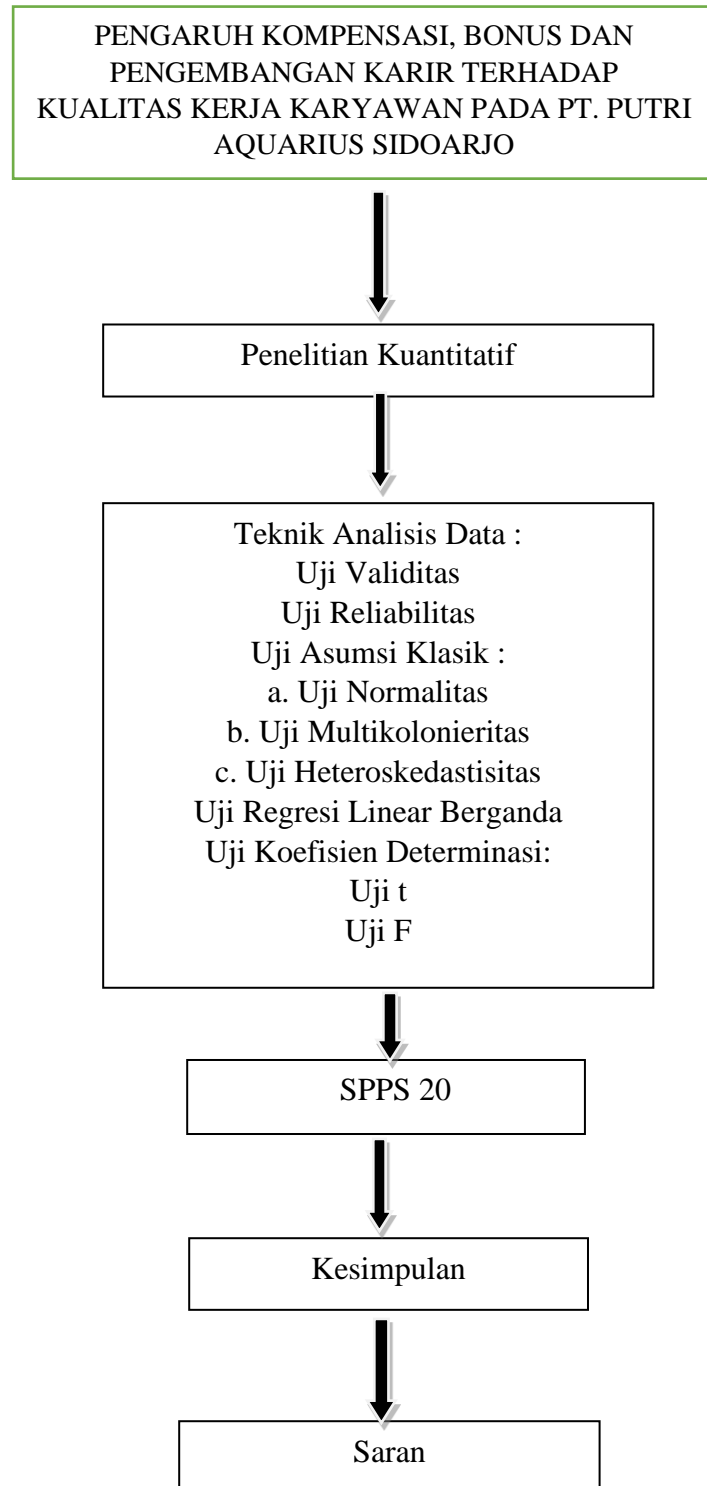 PENGARUH KOMPENSASI, BONUS DAN
PENGEMBANGAN KARIR TERHADAP
KUALITAS KERJA KARYAWAN PADA PT. PUTRI
AQUARIUS SIDOARJO
Penelitian Kuantitatif
Teknik Analisis Data :
Uji Validitas
Uji Reliabilitas
Uji Asumsi Klasik :
a. Uji Normalitas
b. Uji Multikolonieritas
c. Uji Heteroskedastisitas
Uji Regresi Linear Berganda
Uji Koefisien Determinasi:
Uji t
Uji F
SPPS 20
Kesimpulan
Saran